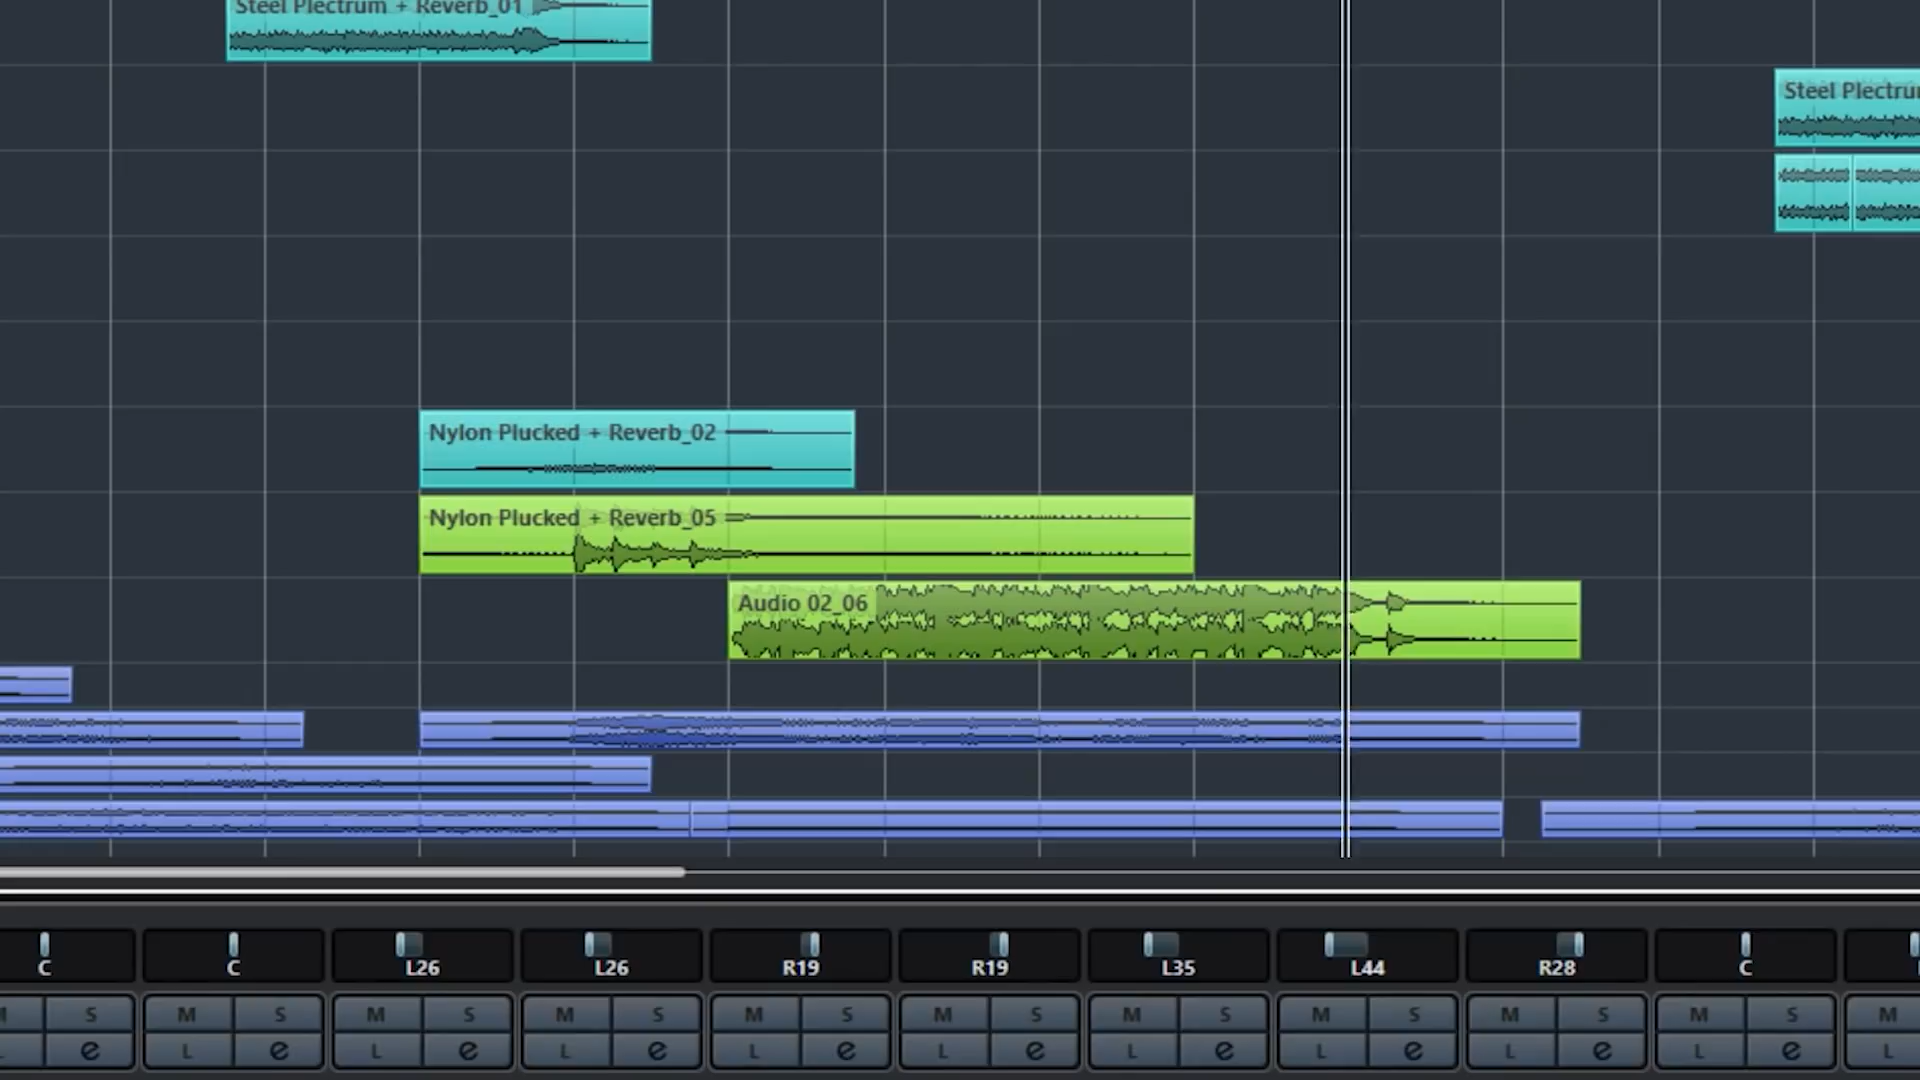 Steel Plectrum + Reverb_01
Steel Plectru
Nylon Plucked + Reverb_02
Nylon Plucked + Reverb_05
Audio 02_06
C C L26 L26 R19 R19 L35 L44 R28 C
S M S M S M S M S M S M S M S M S M S M
e L e L e L e L e L e L e L e L e L e L